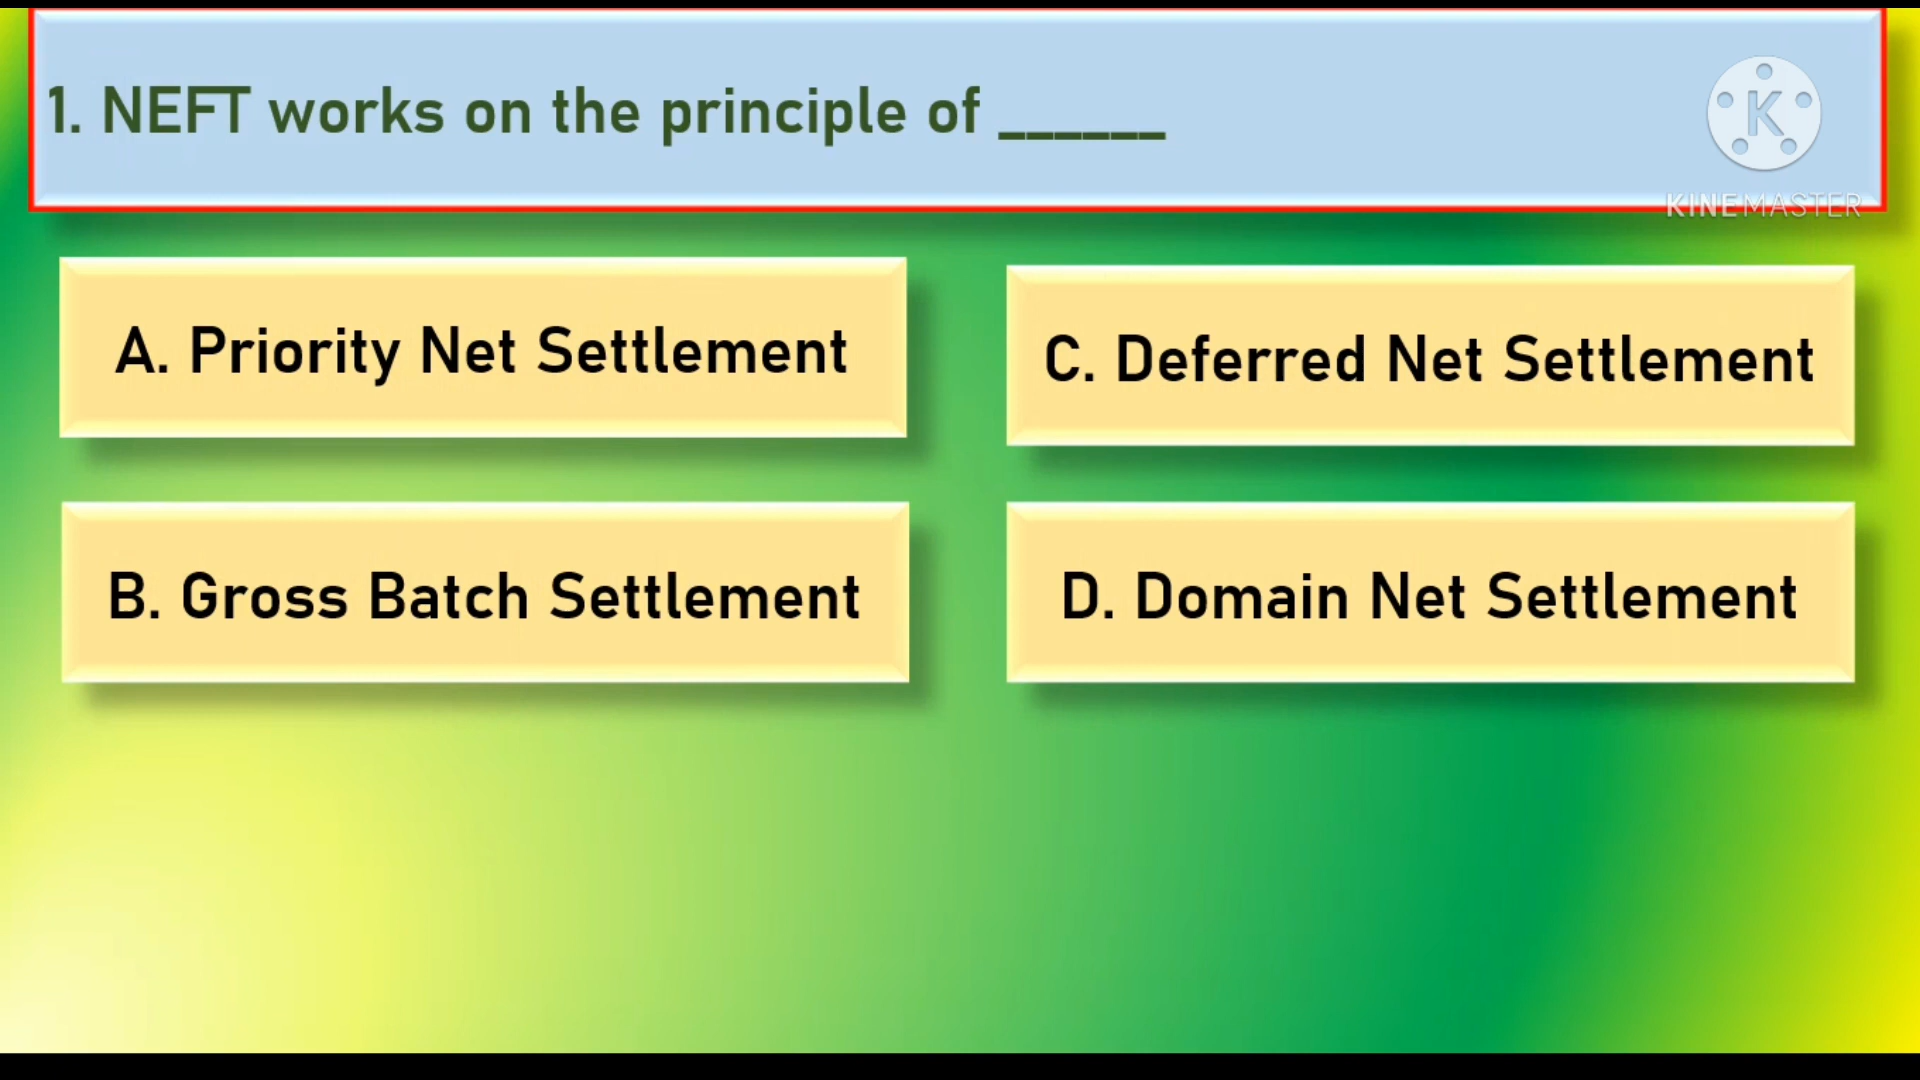 1. NEFT works on the principle of ______
K
KINEMASTER
A. Priority Net Settlement
C. Deferred Net Settlement
B. Gross Batch Settlement
D. Domain Net Settlement